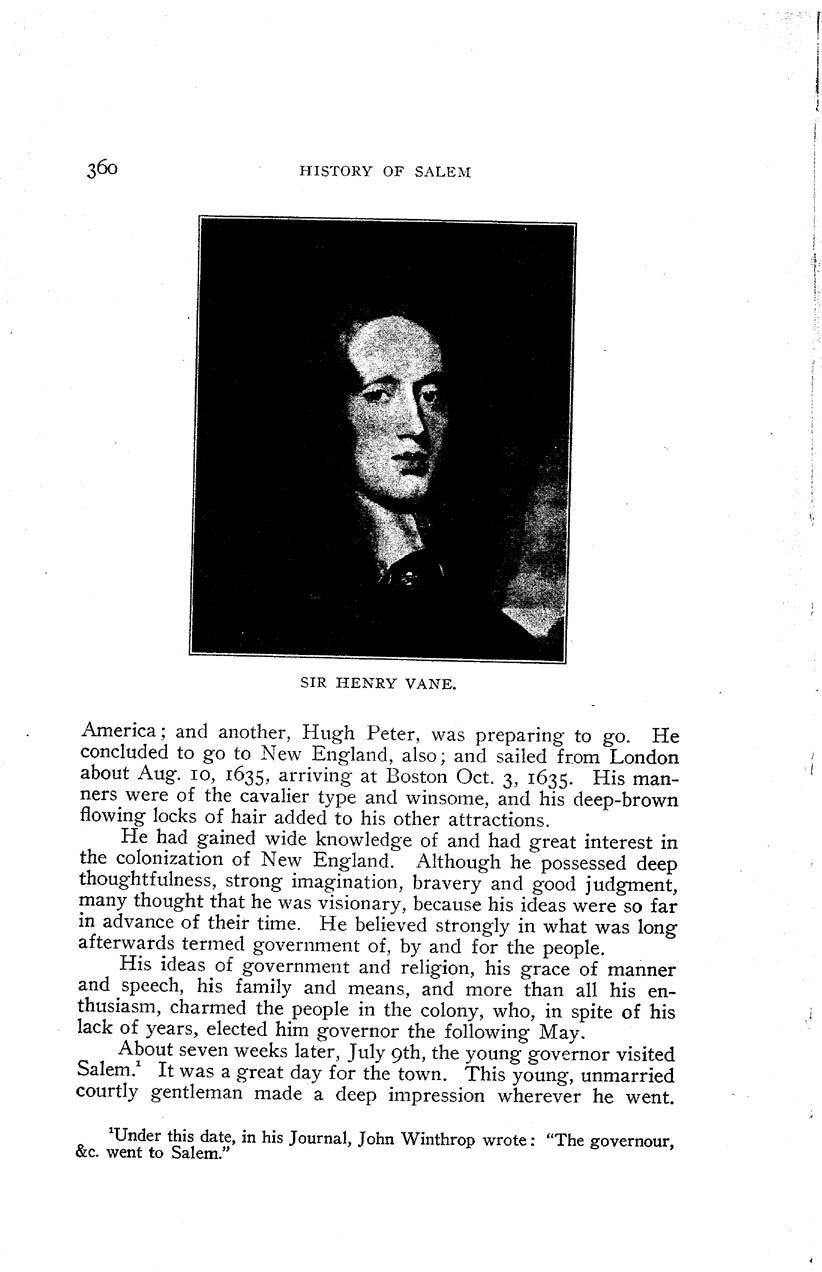 360
HISTORY OF SALEM
SIR HENRY VANE.
America; and another, Hugh Peter, was preparing to go. He
concluded to go to New England, also; and sailed from London
about Aug. 10, 1635, arriving at Boston Oct. 3, 1635. His man-
ners were of the cavalier type and winsome, and his deep-brown
flowing locks of hair added to his other attractions.
He had gained wide knowledge of and had great interest in
the colonization of New England. Although he possessed deep
thoughtfulness, strong imagination, bravery and good judgment,
many thought that he was visionary, because his ideas were so far
in advance of their time. He believed strongly in what was long
afterwards termed government of, by and for the people.
His ideas of government and religion, his grace of manner
and speech, his family and means, and more than all his en-
thusiasm, charmed the people in the colony, who, in spite of his
lack of years, elected him governor the following May.
About seven weeks later, July 9th, the young governor visited
Salem.¹ It was a great day for the town. This young, unmarried
courtly gentleman made a deep impression wherever he went.
¹Under this date, in his Journal, John Winthrop wrote: “The governour,
&c. went to Salem.”